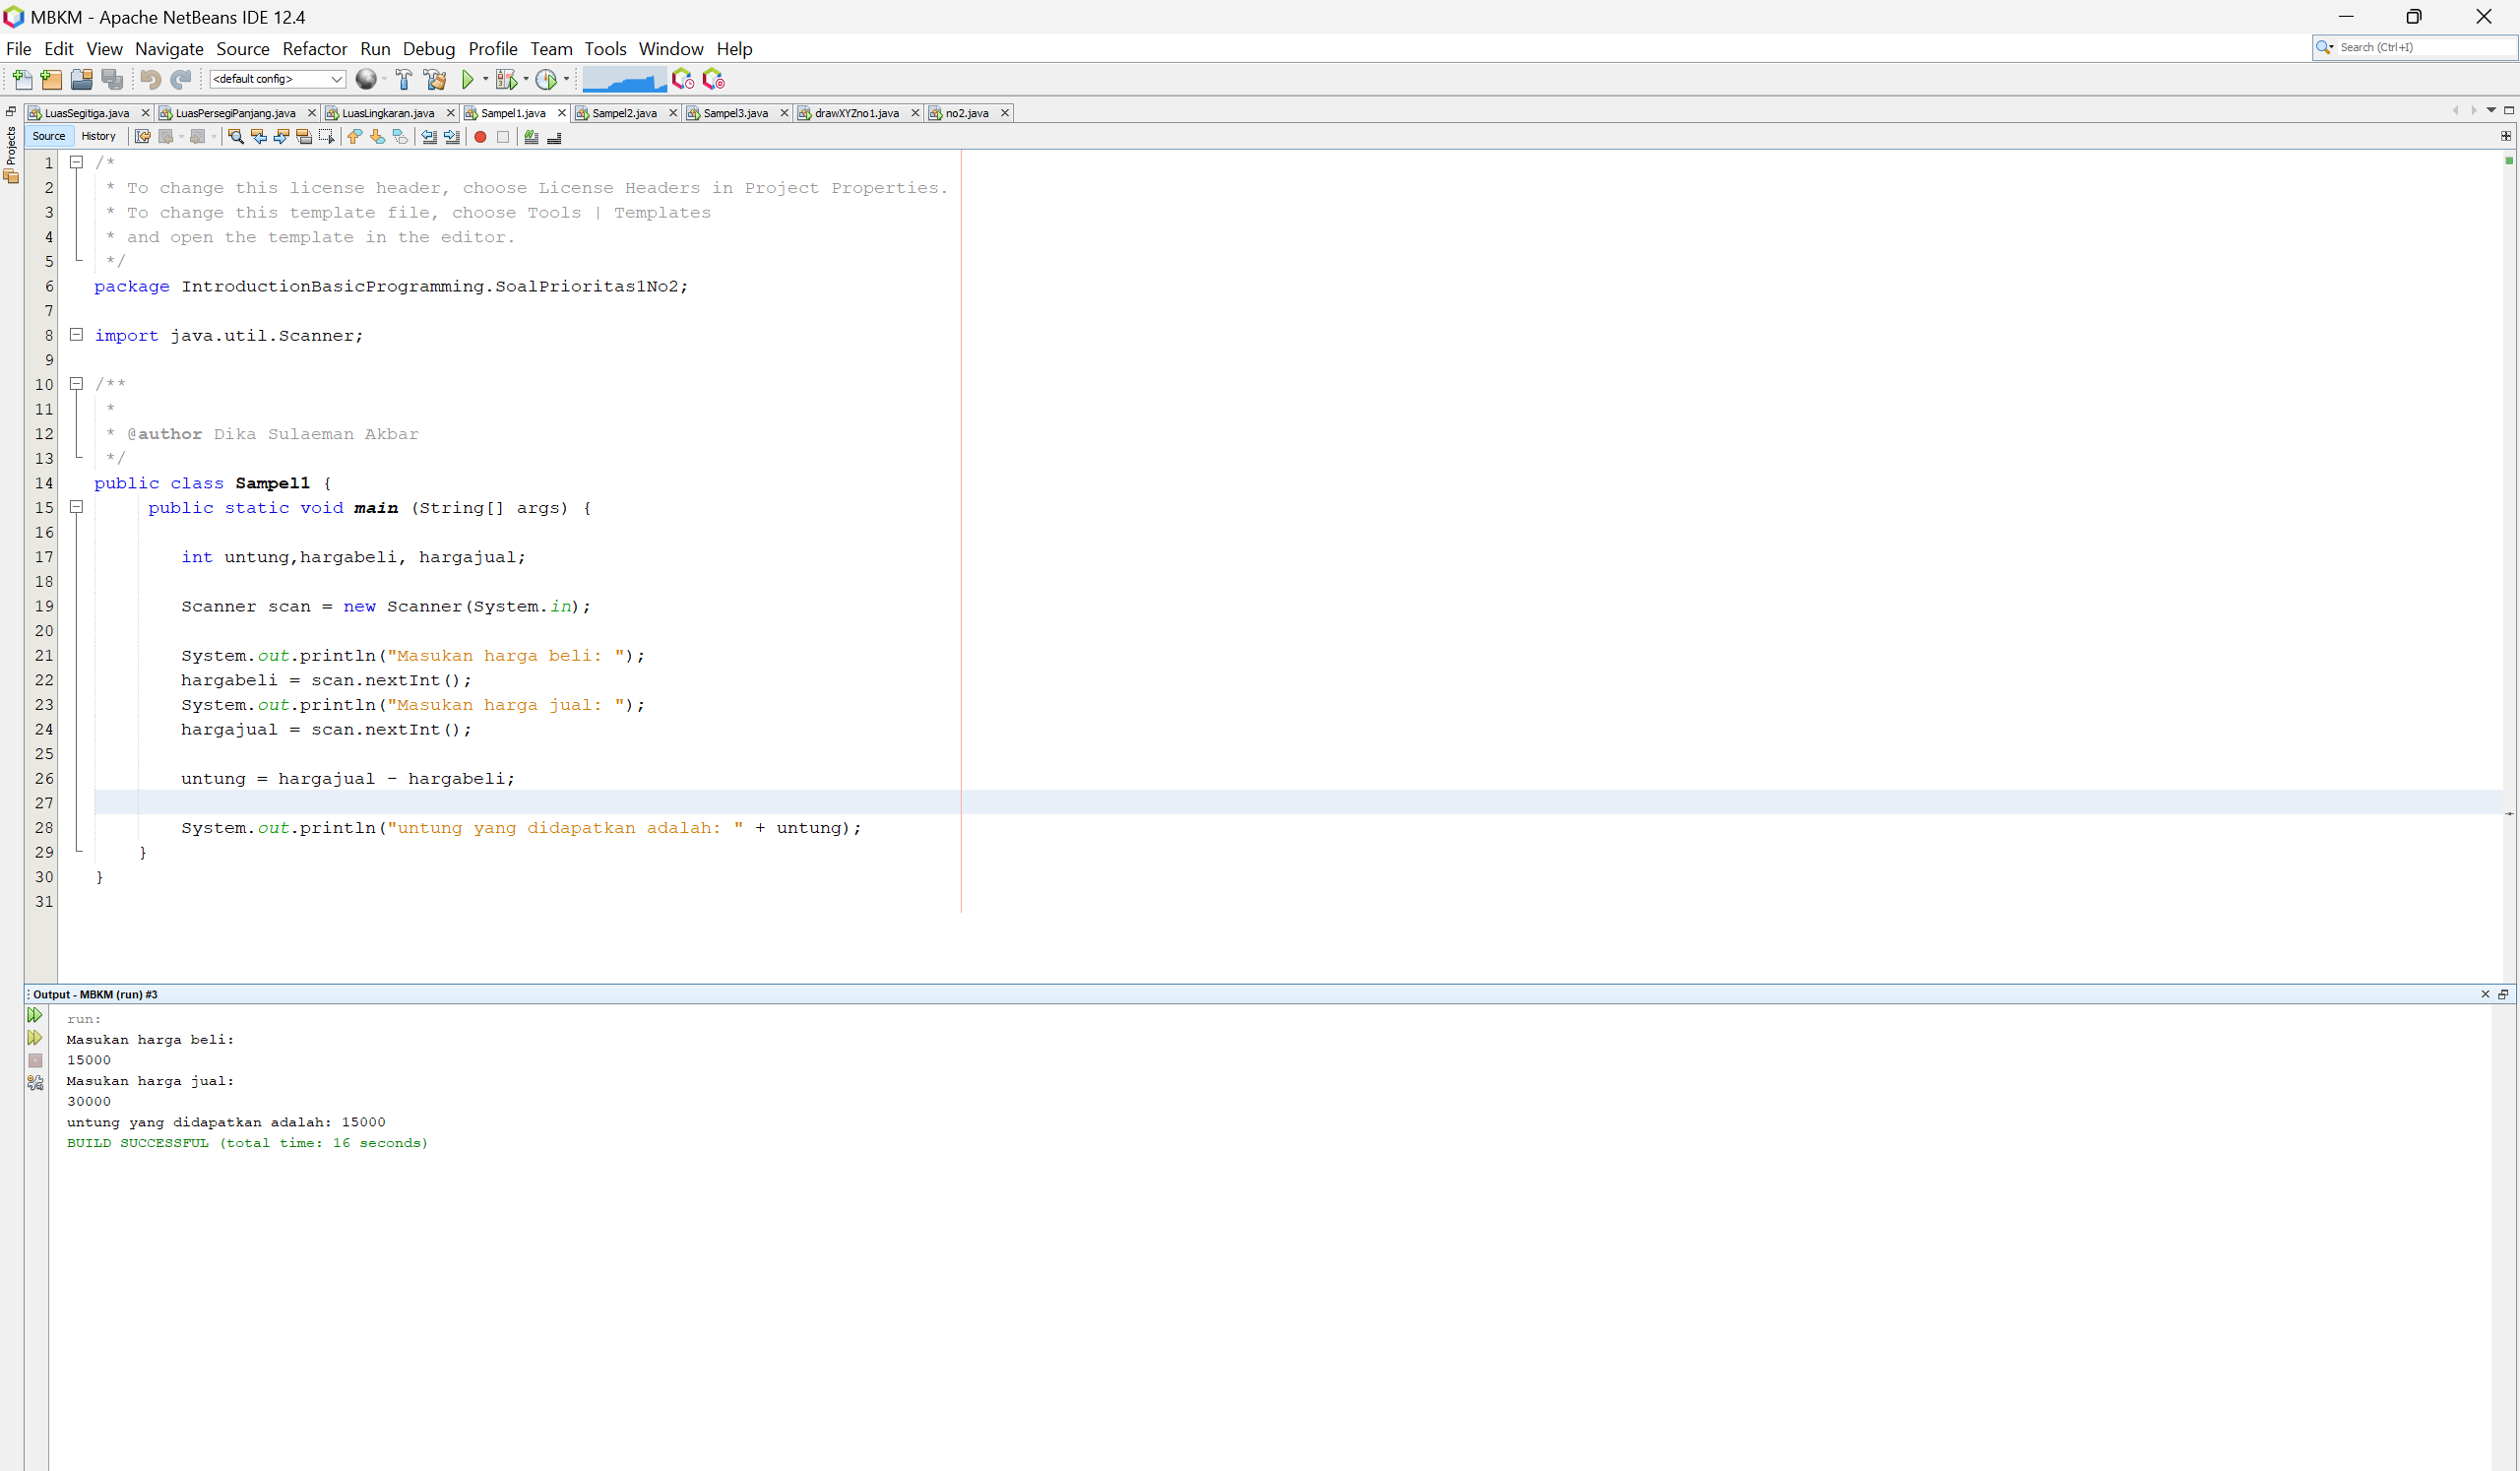 MBKM - Apache NetBeans IDE 12.4
File Edit View Navigate Source Refactor Run Debug Profile Team Tools Window Help
Search (Ctrl+I)
<default config>
LuasSegitiga.java LuasPersegiPanjang.java LuasLingkaran.java Sampel1.java Sampel2.java Sampel3.java drawXYZno1.java no2.java
Projects
Source History
1 /*
2 * To change this license header, choose License Headers in Project Properties.
3 * To change this template file, choose Tools | Templates
4 * and open the template in the editor.
5 */
6 package IntroductionBasicProgramming.SoalPrioritas1No2;
7
8 import java.util.Scanner;
9
10 /**
11 *
12 * @author Dika Sulaeman Akbar
13 */
14 public class Sampel1 {
15 public static void main (String[] args) {
16
17 int untung,hargabeli, hargajual;
18
19 Scanner scan = new Scanner(System.in);
20
21 System.out.println("Masukan harga beli: ");
22 hargabeli = scan.nextInt();
23 System.out.println("Masukan harga jual: ");
24 hargajual = scan.nextInt();
25
26 untung = hargajual - hargabeli;
27
28 System.out.println("untung yang didapatkan adalah: " + untung);
29 }
30 }
31
Output - MBKM (run) #3
run:
Masukan harga beli:
15000
Masukan harga jual:
30000
untung yang didapatkan adalah: 15000
BUILD SUCCESSFUL (total time: 16 seconds)